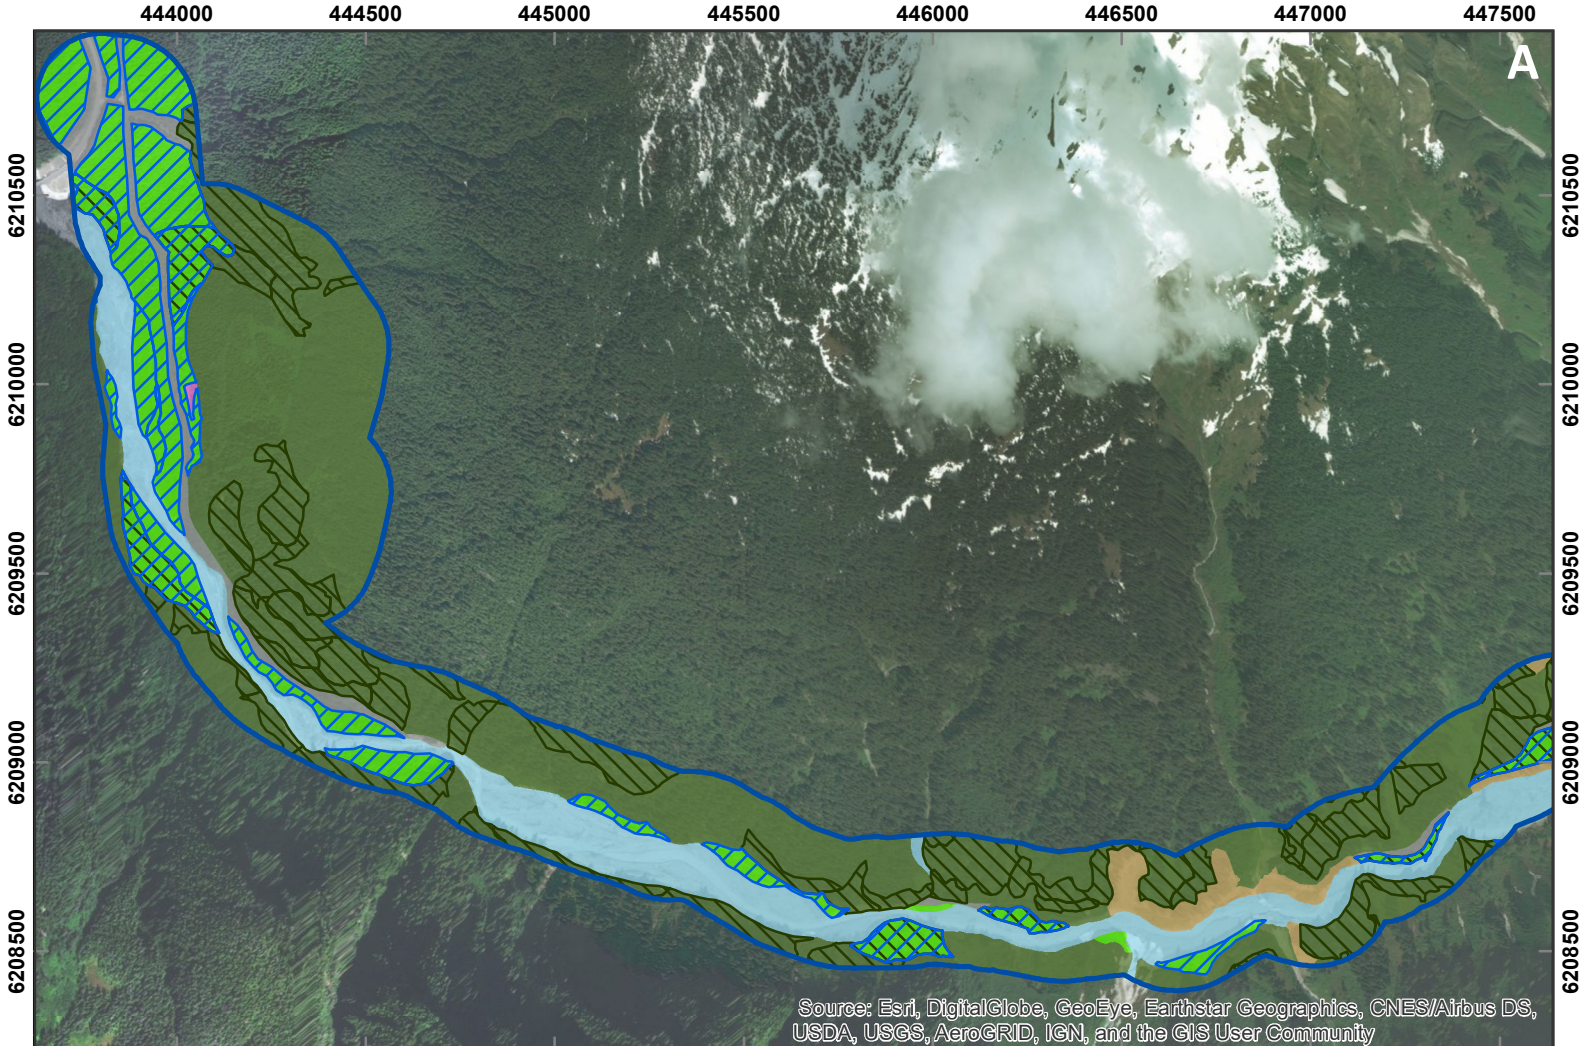 444000 444500 445000 445500 446000 446500 447000 447500
A
6210500 6210500
6210000 6210000
6209500 6209500
6209000 6209000
6208500 6208500
Source: Esri, DigitalGlobe, GeoEye, Earthstar Geographics, CNES/Airbus DS,
USDA, USGS, AeroGRID, IGN, and the GIS User Community